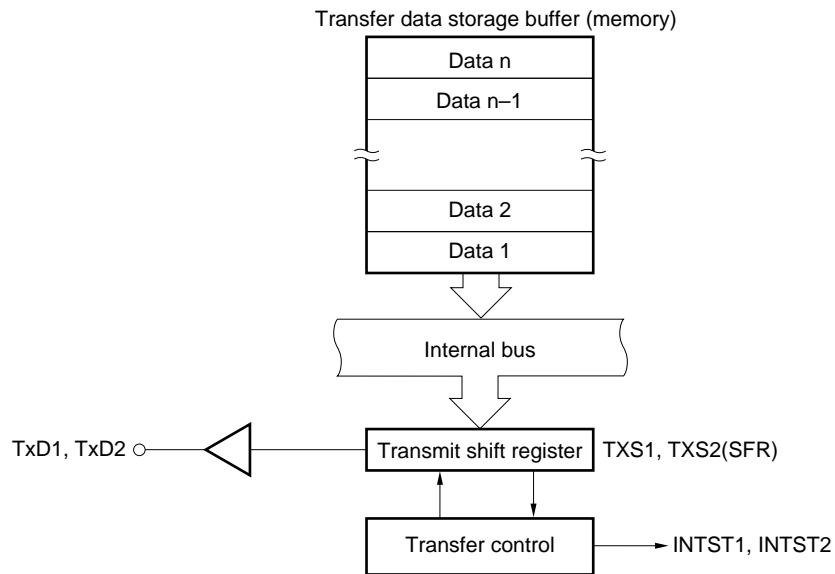 Transfer data storage buffer (memory)
Data n
Data n–1
Data 2
Data 1
Internal bus
TxD1, TxD2
Transmit shift register
TXS1, TXS2(SFR)
Transfer control
INTST1, INTST2